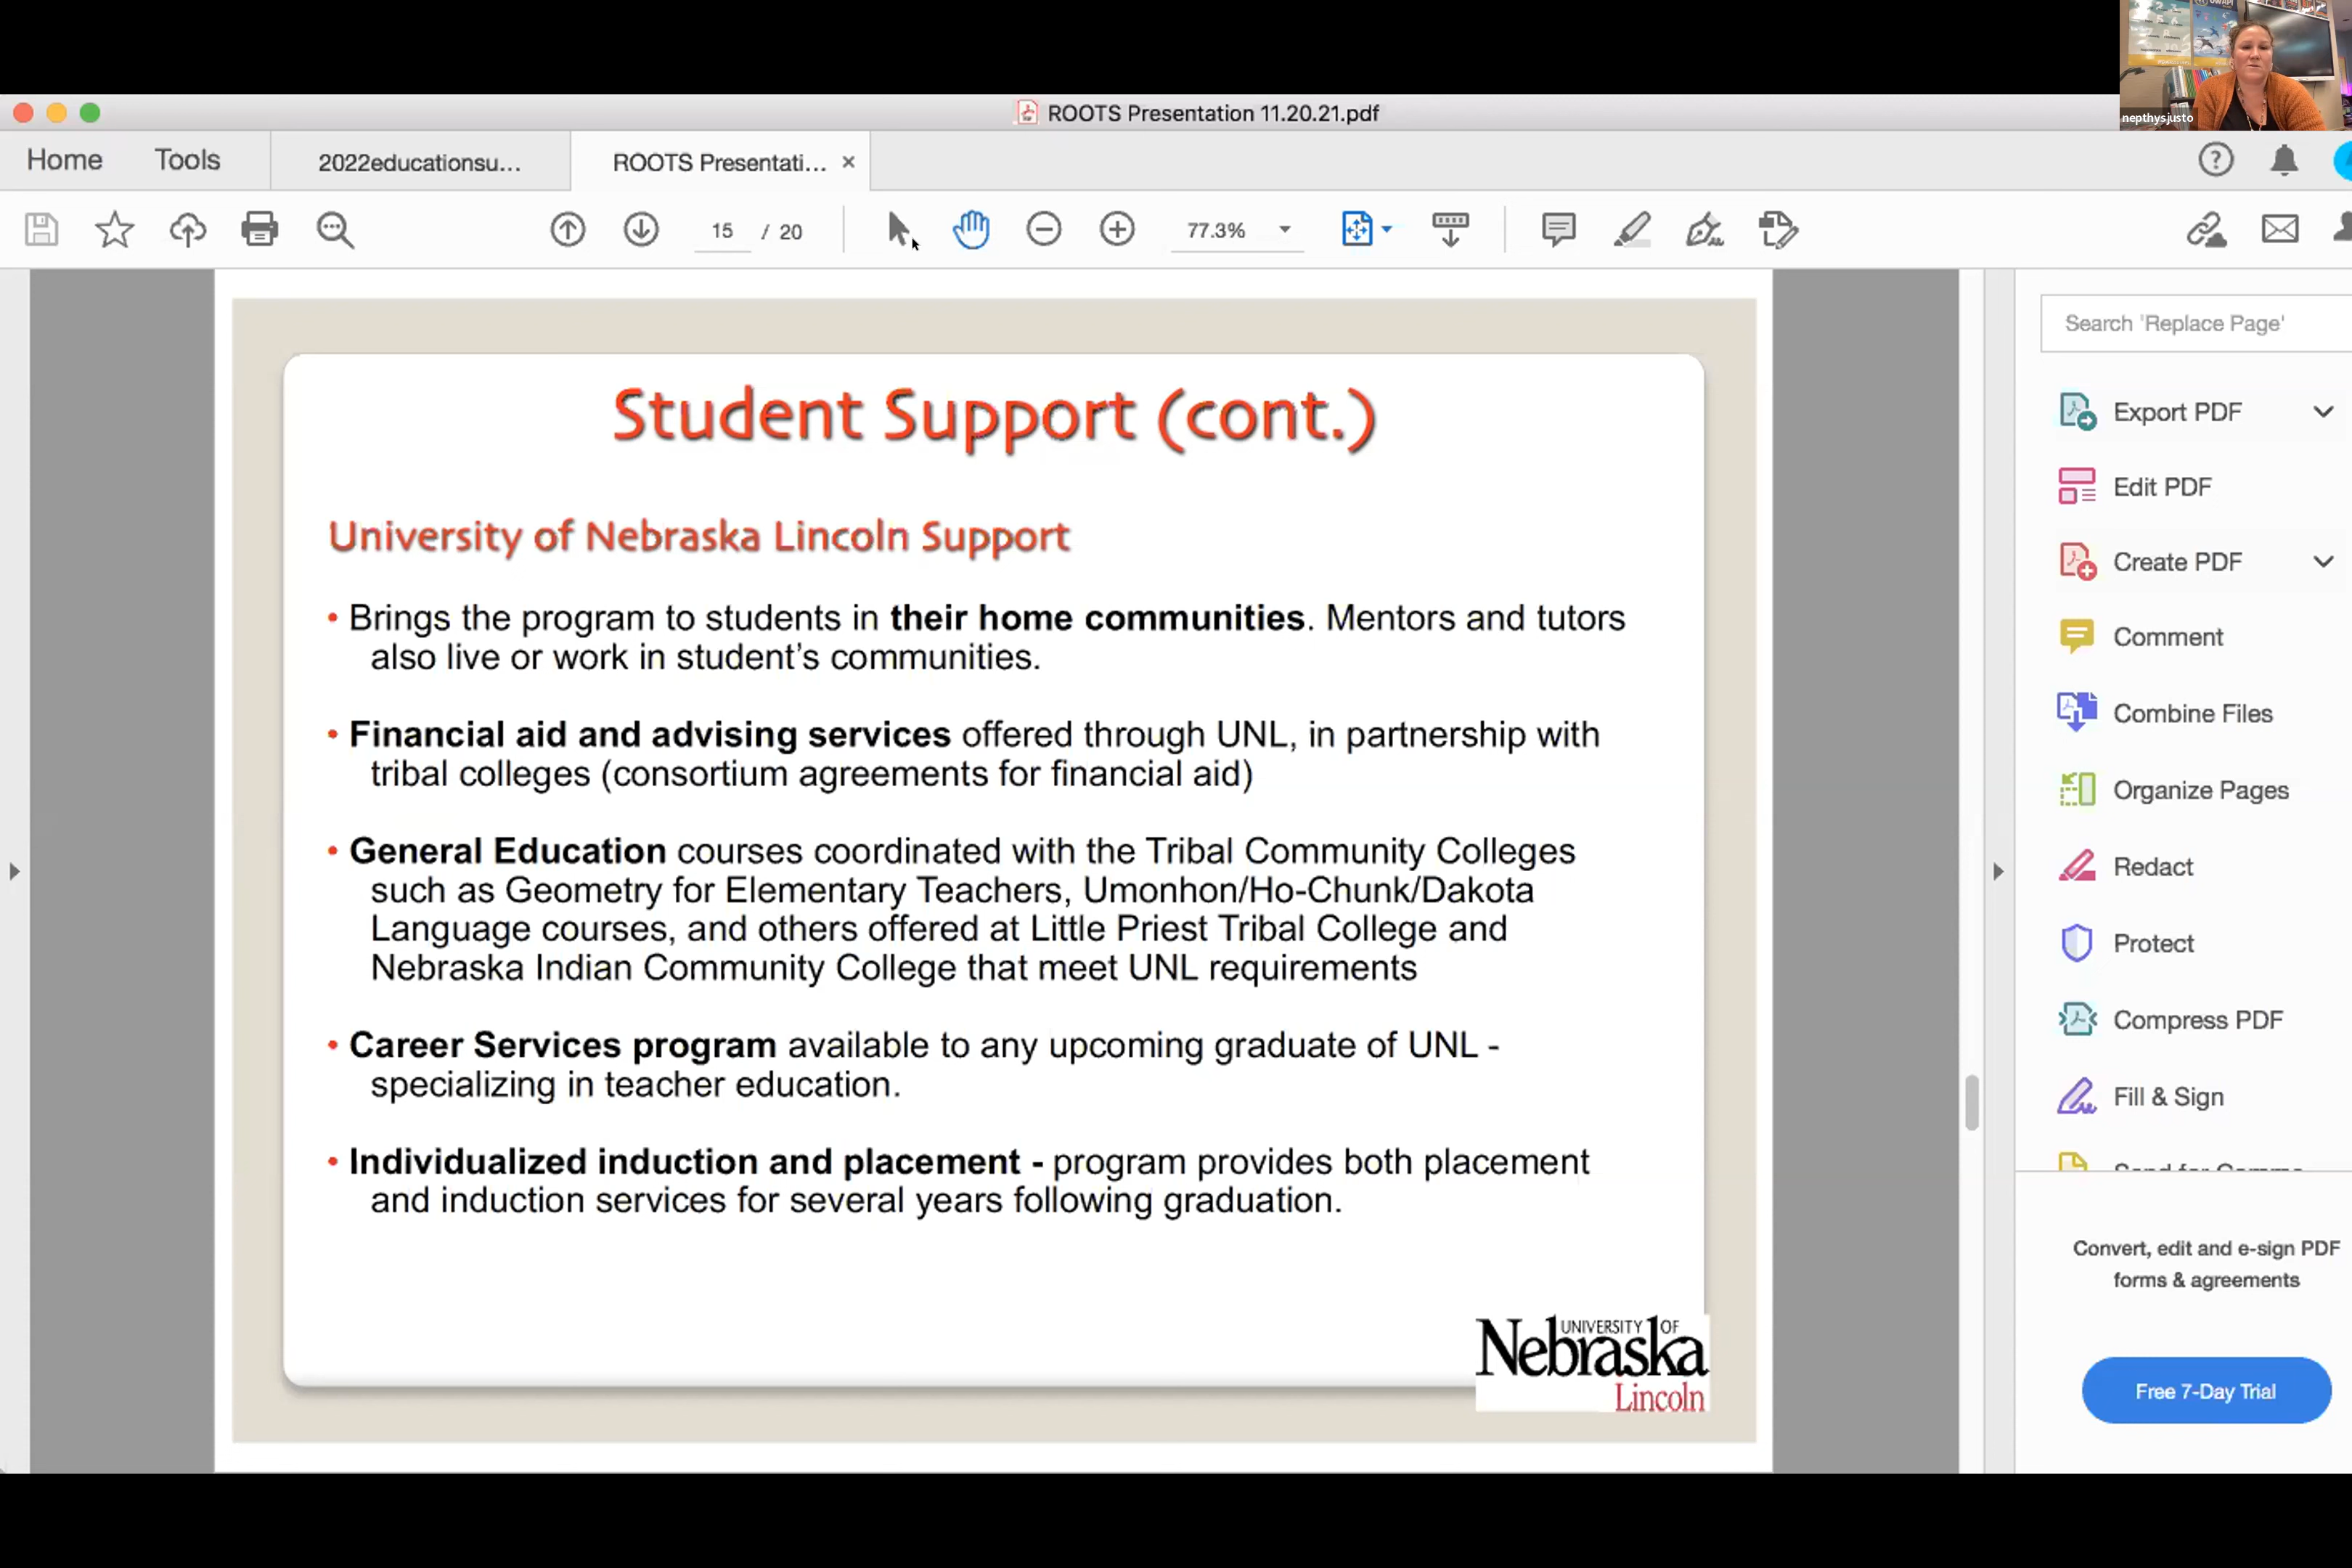 nepthysjusto
ROOTS Presentation 11.20.21.pdf
Home Tools 2022educationsu... ROOTS Presentati... ×
15 / 20 77.3%
Search 'Replace Page'
Student Support (cont.)
University of Nebraska Lincoln Support
• Brings the program to students in their home communities. Mentors and tutors
also live or work in student’s communities.
• Financial aid and advising services offered through UNL, in partnership with
tribal colleges (consortium agreements for financial aid)
• General Education courses coordinated with the Tribal Community Colleges
such as Geometry for Elementary Teachers, Umonhon/Ho-Chunk/Dakota
Language courses, and others offered at Little Priest Tribal College and
Nebraska Indian Community College that meet UNL requirements
• Career Services program available to any upcoming graduate of UNL -
specializing in teacher education.
• Individualized induction and placement - program provides both placement
and induction services for several years following graduation.
UNIVERSITY OF
Nebraska
Lincoln
Export PDF
Edit PDF
Create PDF
Comment
Combine Files
Organize Pages
Redact
Protect
Compress PDF
Fill & Sign
Convert, edit and e-sign PDF
forms & agreements
Free 7-Day Trial